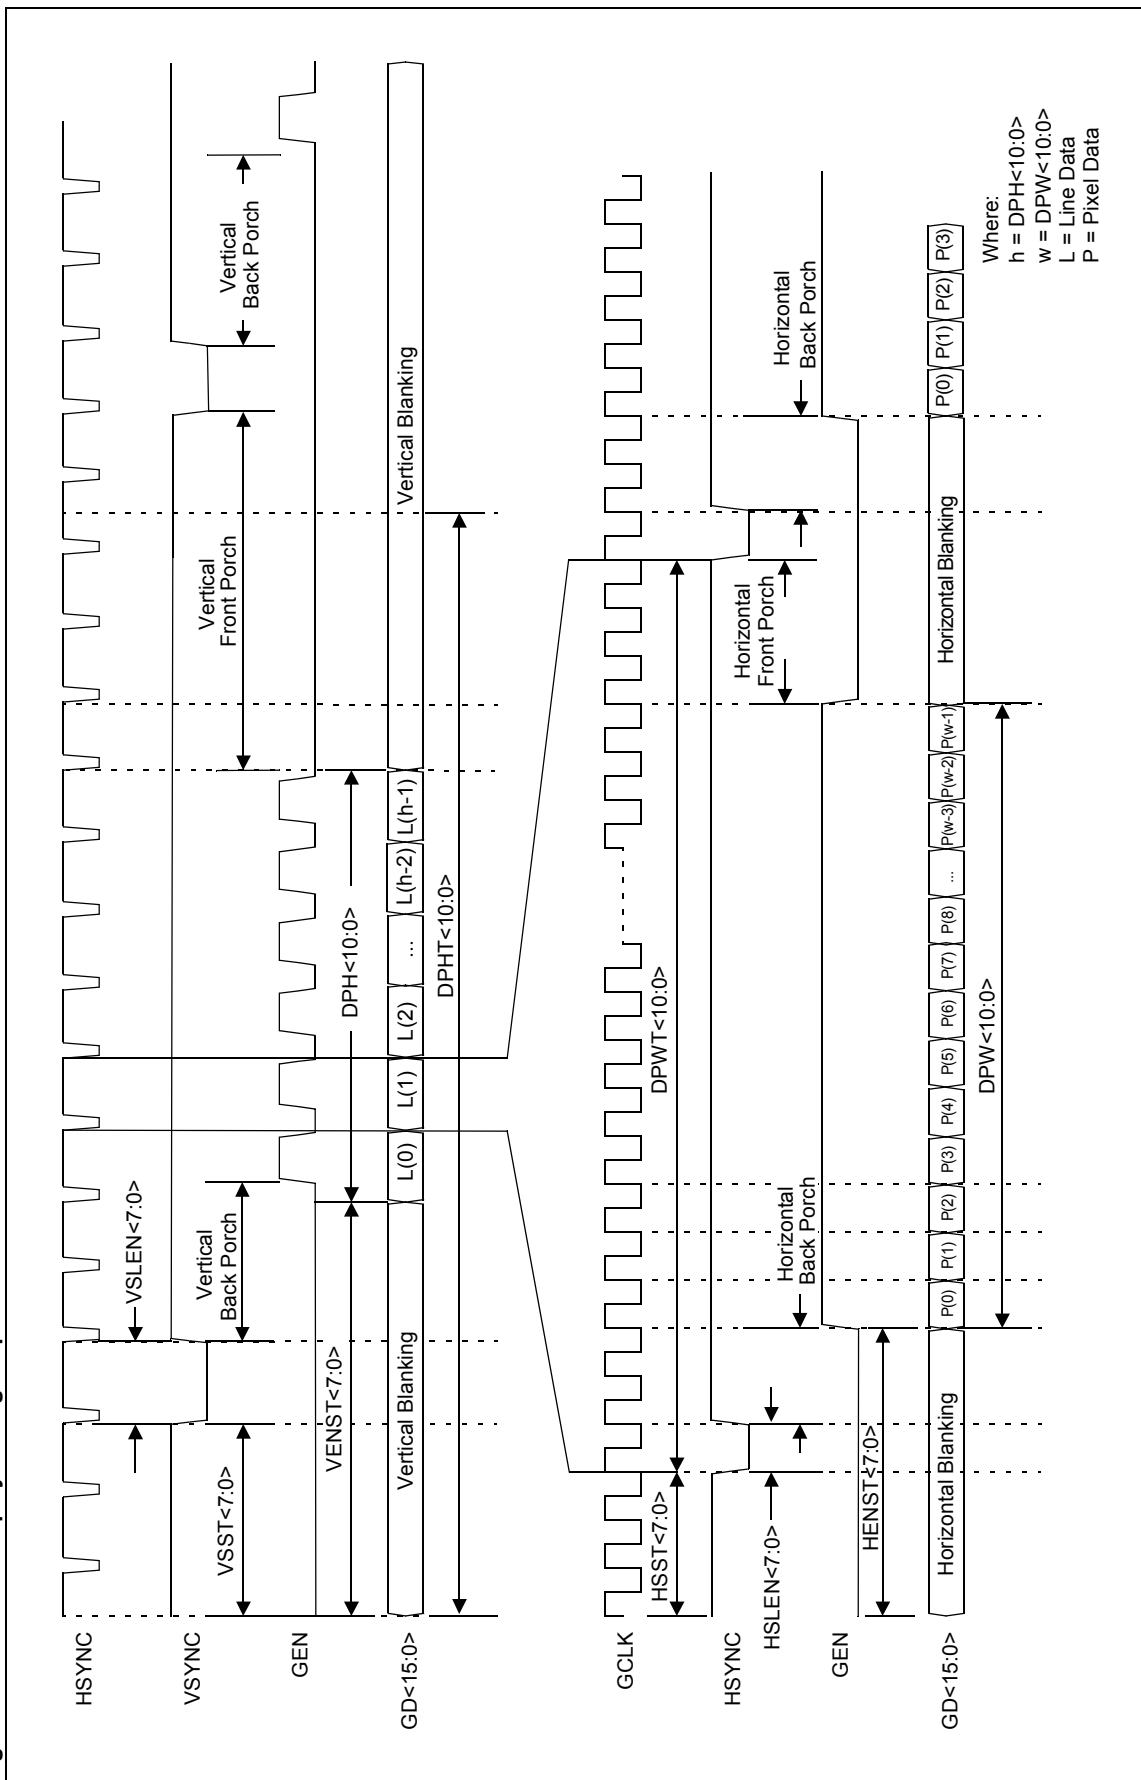 HSYNC
VSYNC
GEN
GD<15:0>
VSLEN<7:0>
VSST<7:0>
VENST<7:0>
Vertical
Back Porch
Vertical
Front Porch
Vertical
Back Porch
DPH<10:0>
DPHT<10:0>
Vertical Blanking
L(0)
L(1)
L(2)
...
L(h-2)
L(h-1)
Vertical Blanking
GCLK
HSYNC
GEN
GD<15:0>
HSST<7:0>
DPWT<10:0>
HSLEN<7:0>
HENST<7:0>
Horizontal
Back Porch
Horizontal
Front Porch
Horizontal
Back Porch
Horizontal Blanking
P(0)
P(1)
P(2)
P(3)
P(4)
P(5)
P(6)
P(7)
P(8)
...
P(w-3)
P(w-2)
P(w-1)
Horizontal Blanking
P(0)
P(1)
P(2)
P(3)
DPW<10:0>
Where:
h = DPH<10:0>
w = DPW<10:0>
L = Line Data
P = Pixel Data